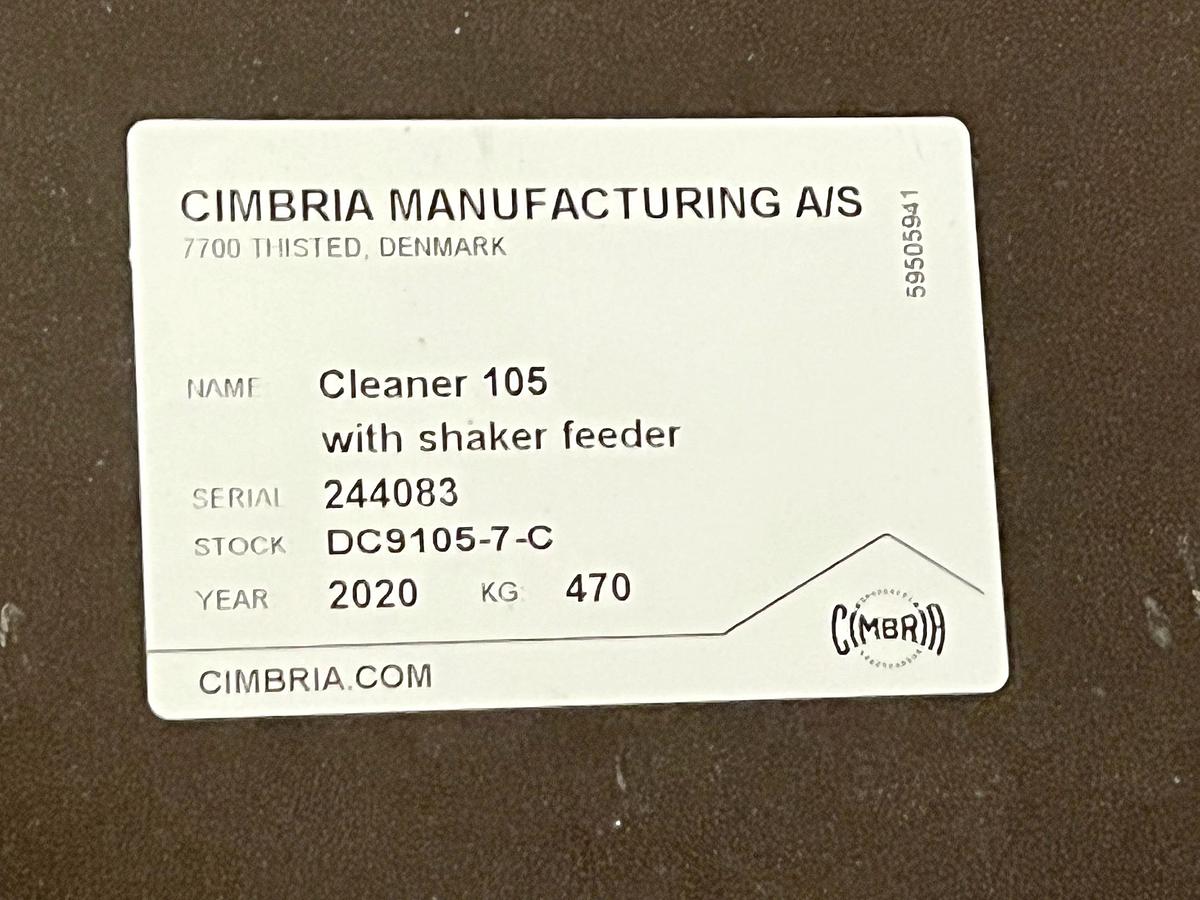 CIMBRIA MANUFACTURING A/S
7700 THISTED, DENMARK
59505941
NAME Cleaner 105
with shaker feeder
SERIAL 244083
STOCK DC9105-7-C
YEAR 2020 KG: 470
CIMBRIA
CIMBRIA.COM